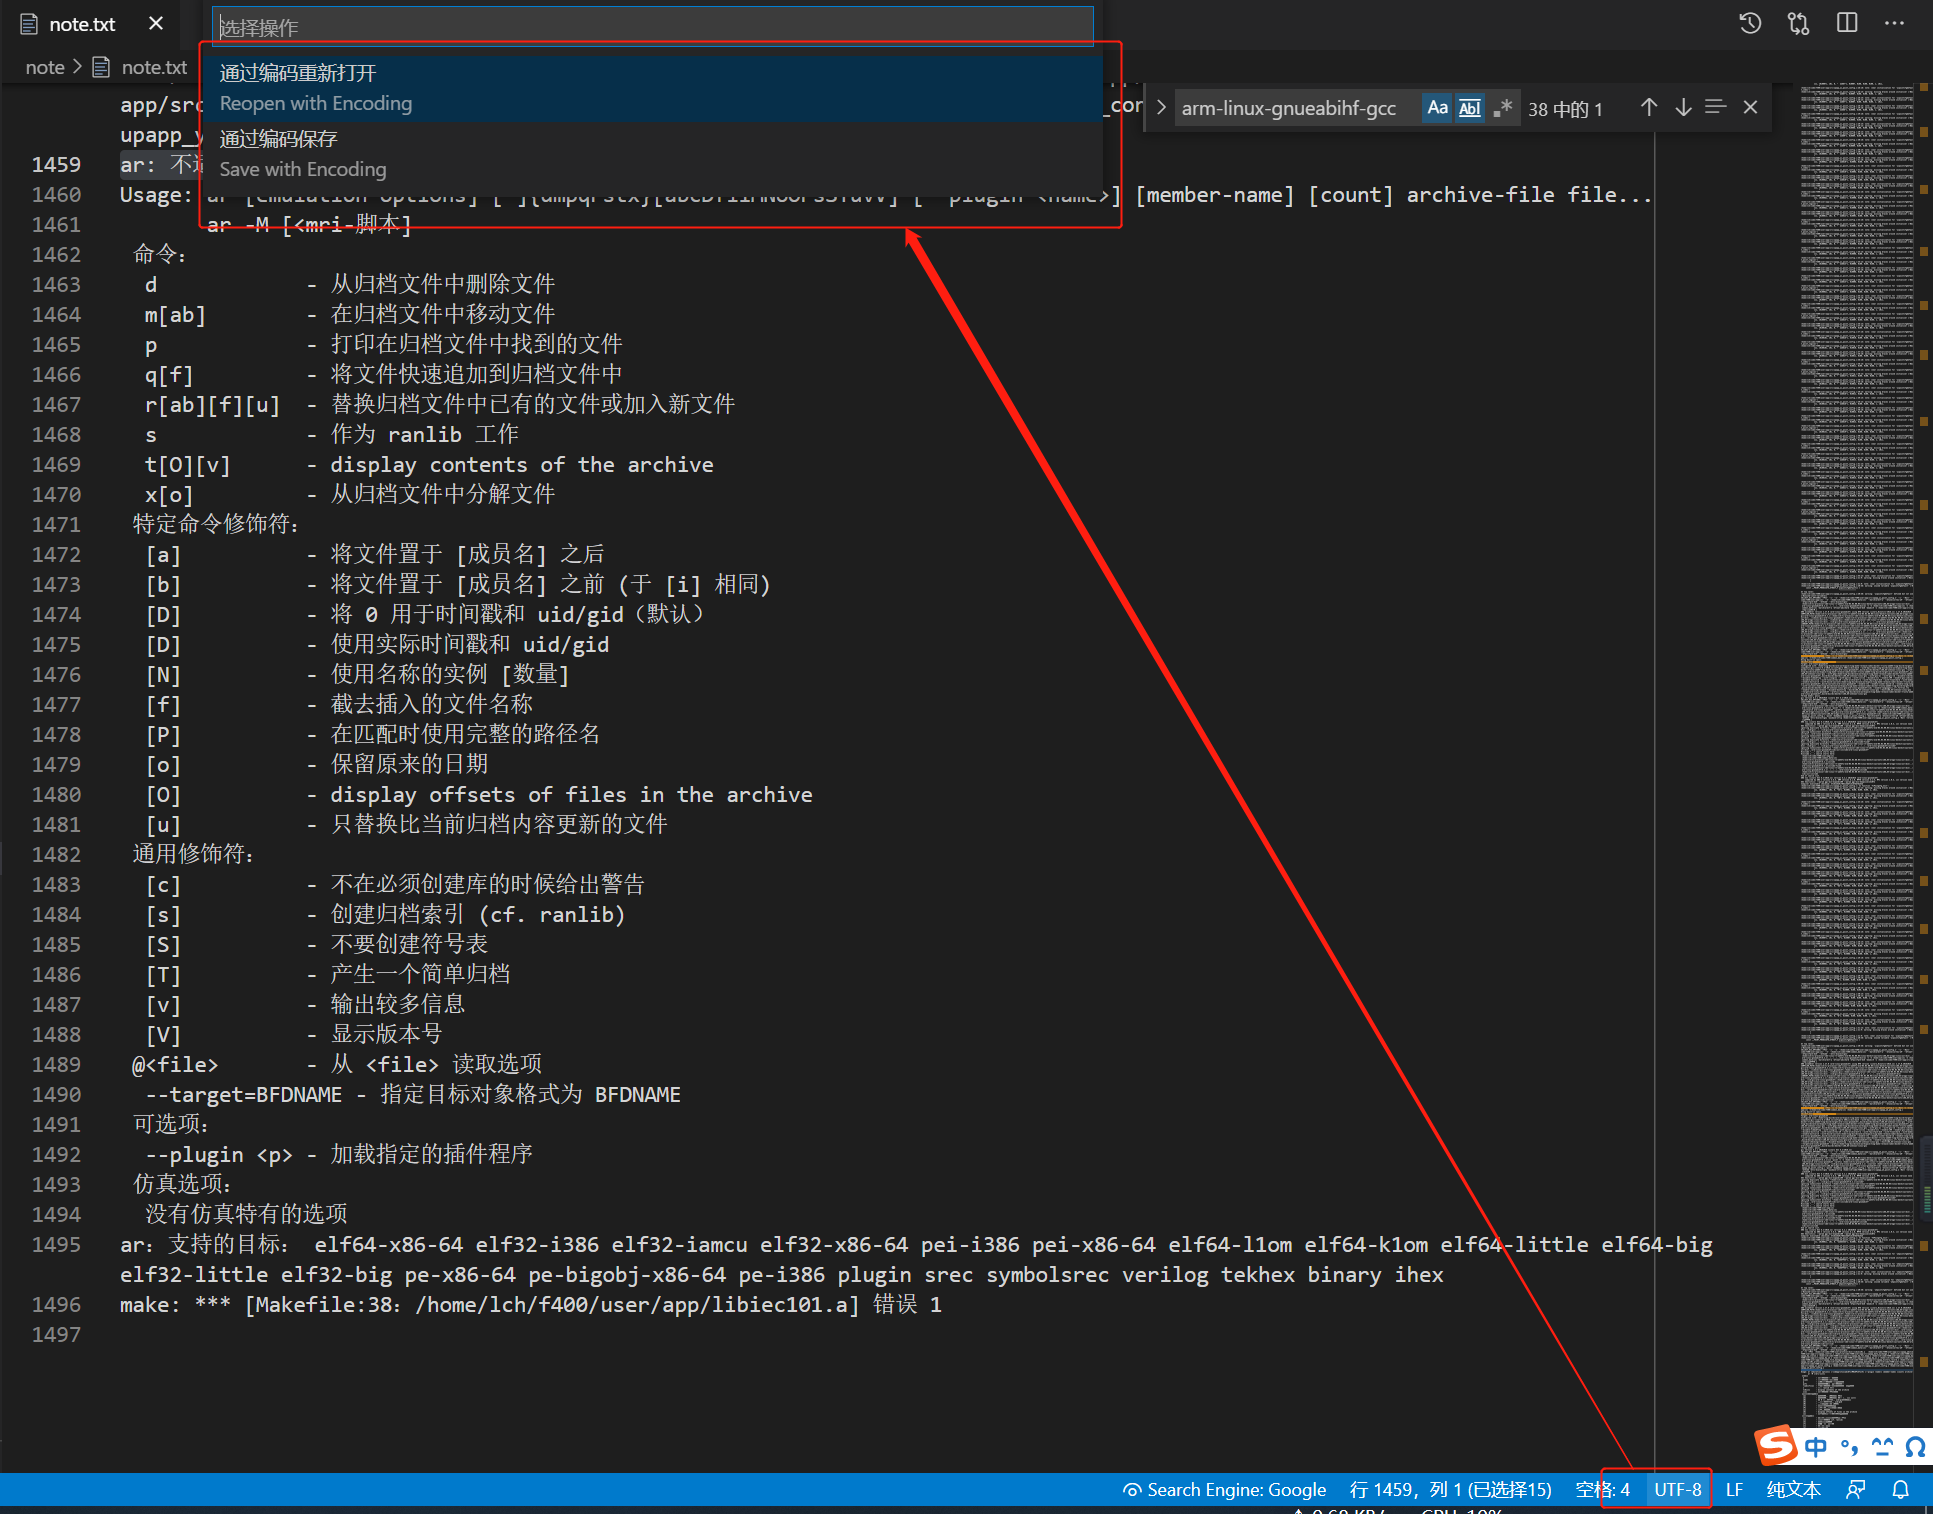 note.txt
选择操作
note > note.txt
通过编码重新打开
Reopen with Encoding
通过编码保存
Save with Encoding
arm-linux-gnueabihf-gcc Aa Abl .* 38 中的 1
app/src
upapp_y
1459 ar: 不
1460 Usage: ar [emulation options] [member-name] [count] archive-file file...
1461 ar -M [<mri-脚本]
1462 命令:
1463 d - 从归档文件中删除文件
1464 m[ab] - 在归档文件中移动文件
1465 p - 打印在归档文件中找到的文件
1466 q[f] - 将文件快速追加到归档文件中
1467 r[ab][f][u] - 替换归档文件中已有的文件或加入新文件
1468 s - 作为 ranlib 工作
1469 t[O][v] - display contents of the archive
1470 x[o] - 从归档文件中分解文件
1471 特定命令修饰符:
1472 [a] - 将文件置于 [成员名] 之后
1473 [b] - 将文件置于 [成员名] 之前 (于 [i] 相同)
1474 [D] - 将 0 用于时间戳和 uid/gid（默认）
1475 [D] - 使用实际时间戳和 uid/gid
1476 [N] - 使用名称的实例 [数量]
1477 [f] - 截去插入的文件名称
1478 [P] - 在匹配时使用完整的路径名
1479 [o] - 保留原来的日期
1480 [O] - display offsets of files in the archive
1481 [u] - 只替换比当前归档内容更新的文件
1482 通用修饰符:
1483 [c] - 不在必须创建库的时候给出警告
1484 [s] - 创建归档索引 (cf. ranlib)
1485 [S] - 不要创建符号表
1486 [T] - 产生一个简单归档
1487 [v] - 输出较多信息
1488 [V] - 显示版本号
1489 @<file> - 从 <file> 读取选项
1490 --target=BFDNAME - 指定目标对象格式为 BFDNAME
1491 可选项:
1492 --plugin <p> - 加载指定的插件程序
1493 仿真选项:
1494 没有仿真特有的选项
1495 ar: 支持的目标: elf64-x86-64 elf32-i386 elf32-iamcu elf32-x86-64 pei-i386 pei-x86-64 elf64-l1om elf64-k1om elf64-little elf64-big
elf32-little elf32-big pe-x86-64 pe-bigobj-x86-64 pe-i386 plugin srec symbolsrec verilog tekhex binary ihex
1496 make: *** [Makefile:38: /home/lch/f400/user/app/libiec101.a] 错误 1
1497
S 中
Search Engine: Google 行 1459, 列 1 (已选择15) 空格: 4 UTF-8 LF 纯文本